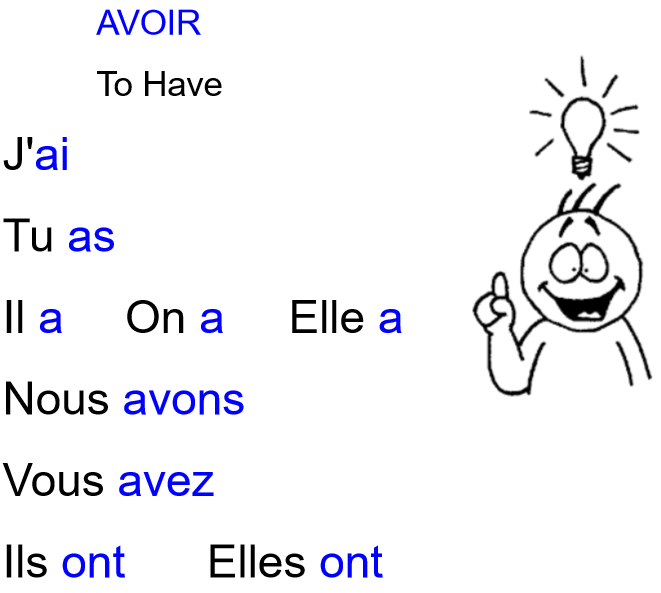 AVOIR
To Have
J'ai
Tu as
Il a On a Elle a
Nous avons
Vous avez
Ils ont Elles ont